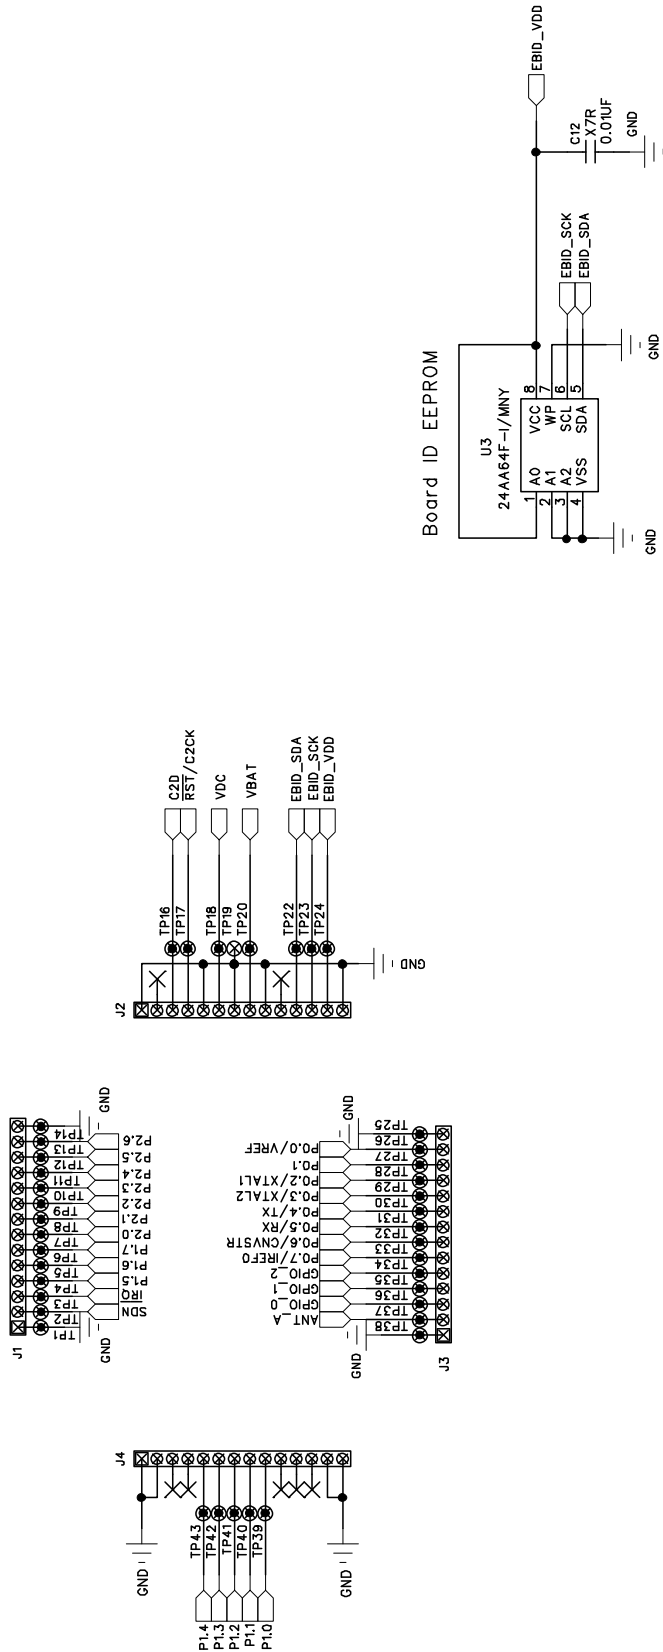 EBID_VDD
C12
X7R
0.01UF
GND
EBID_SCK
EBID_SDA
GND
Board ID EEPROM
U3
24AA64F-I/MNY
1 A0
2 A1
3 A2
4 VSS
VCC 8
WP 7
SCL 6
SDA 5
GND
J2
TP16
TP17
TP18
TP19
TP20
TP22
TP23
TP24
C2D
RST/C2CK
VDC
VBAT
EBID_SDA
EBID_SCK
EBID_VDD
GND
J1
TP1
TP2
TP3
TP4
TP5
TP6
TP7
TP8
TP9
TP10
TP11
TP12
TP13
TP14
GND
SDN
IRQ
P1.5
P1.6
P1.7
P2.0
P2.1
P2.2
P2.3
P2.4
P2.5
P2.6
GND
J3
TP25
TP26
TP27
TP28
TP29
TP30
TP31
TP32
TP33
TP34
TP35
TP36
TP37
TP38
GND
P0.0/VREF
P0.1
P0.2/XTAL1
P0.3/XTAL2
P0.4/TX
P0.5/RX
P0.6/CNVSTR
P0.7/IREF0
GPIO_2
GPIO_1
GPIO_0
ANT_A
GND
J4
GND
TP43
TP42
TP41
TP40
TP39
P1.4
P1.3
P1.2
P1.1
P1.0
GND